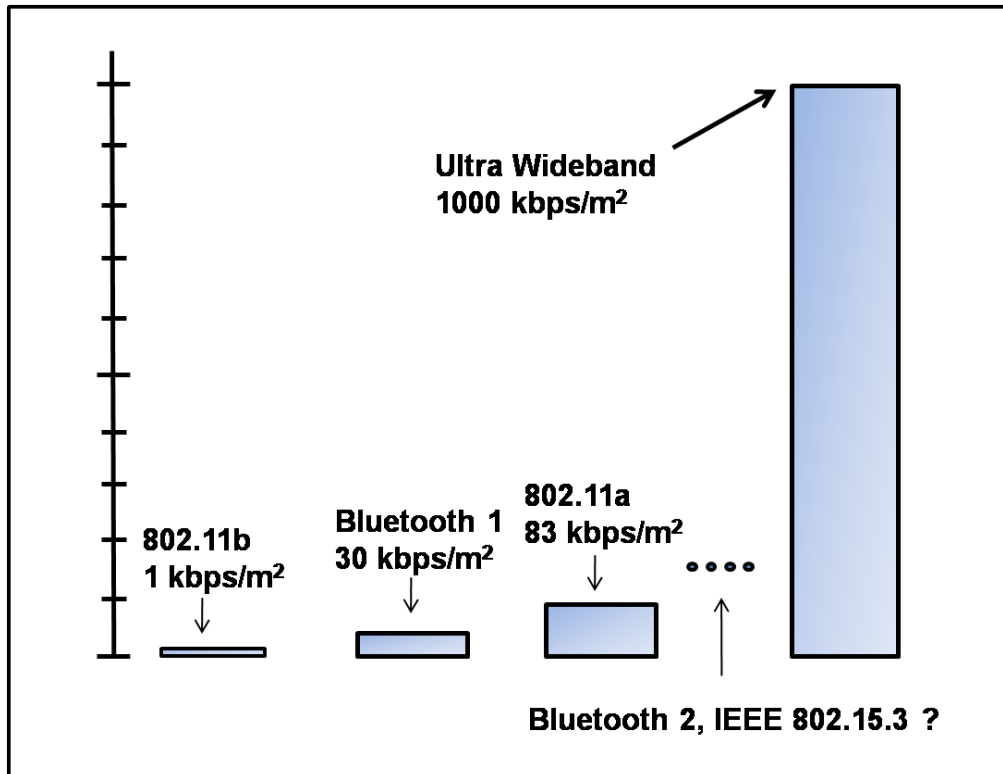 Ultra Wideband
1000 kbps/m²
802.11b
1 kbps/m²
Bluetooth 1
30 kbps/m²
802.11a
83 kbps/m²
Bluetooth 2, IEEE 802.15.3 ?